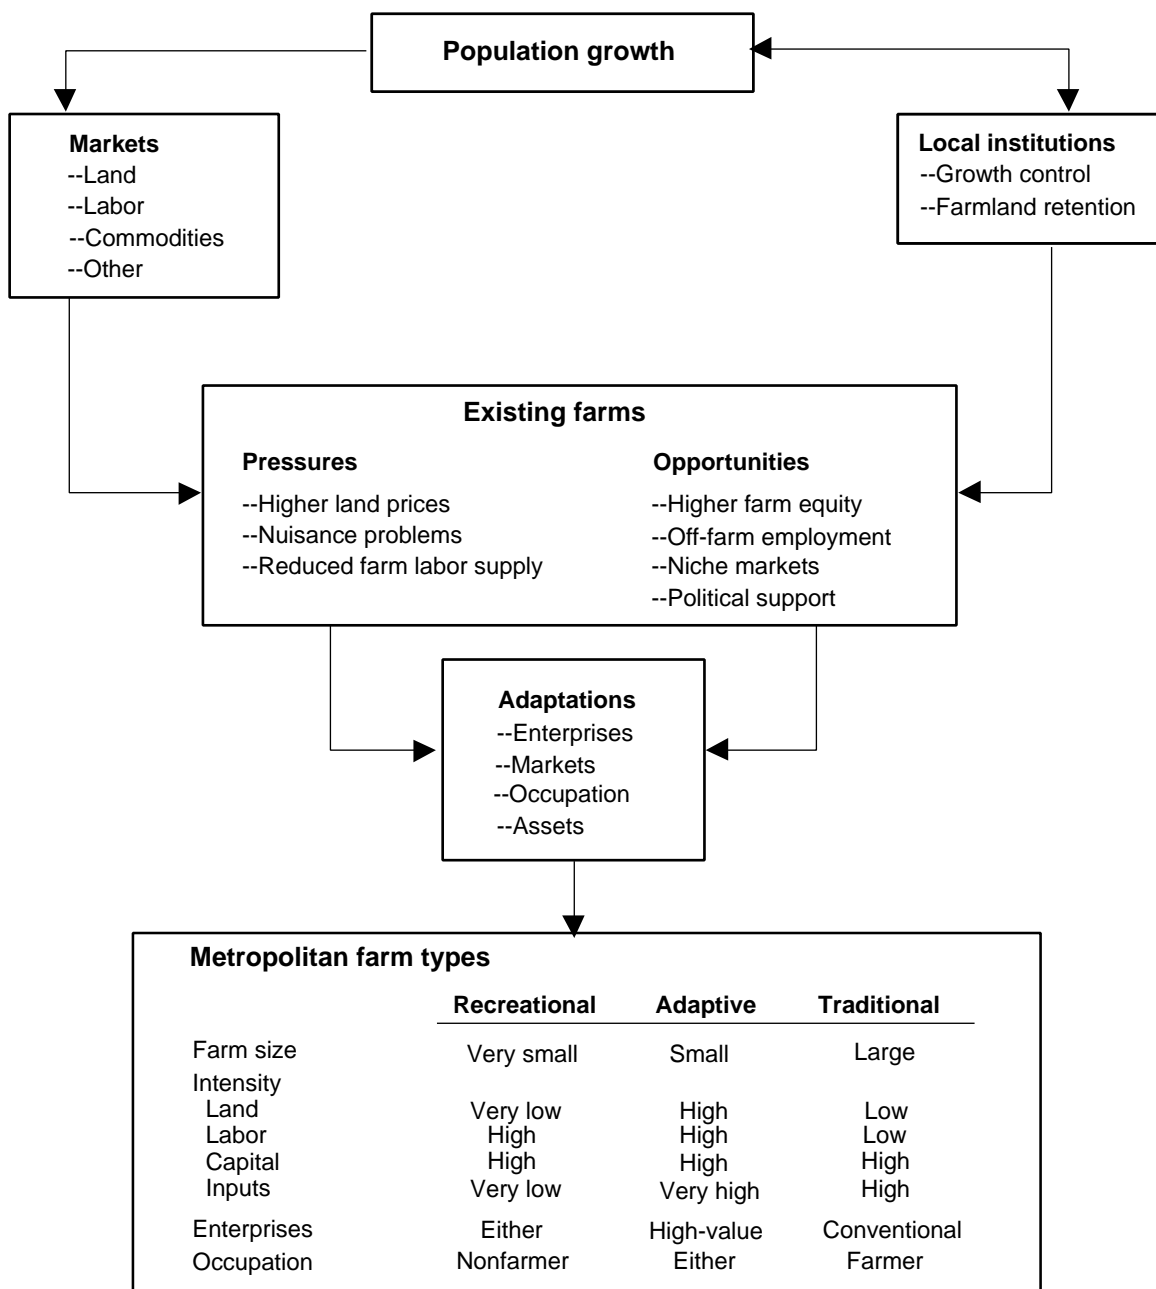 Population growth
Markets
--Land
--Labor
--Commodities
--Other
Local institutions
--Growth control
--Farmland retention
Existing farms
Pressures
--Higher land prices
--Nuisance problems
--Reduced farm labor supply
Opportunities
--Higher farm equity
--Off-farm employment
--Niche markets
--Political support
Adaptations
--Enterprises
--Markets
--Occupation
--Assets
Metropolitan farm types
Recreational Adaptive Traditional
Farm size Very small Small Large
Intensity
Land Very low High Low
Labor High High Low
Capital High High High
Inputs Very low Very high High
Enterprises Either High-value Conventional
Occupation Nonfarmer Either Farmer